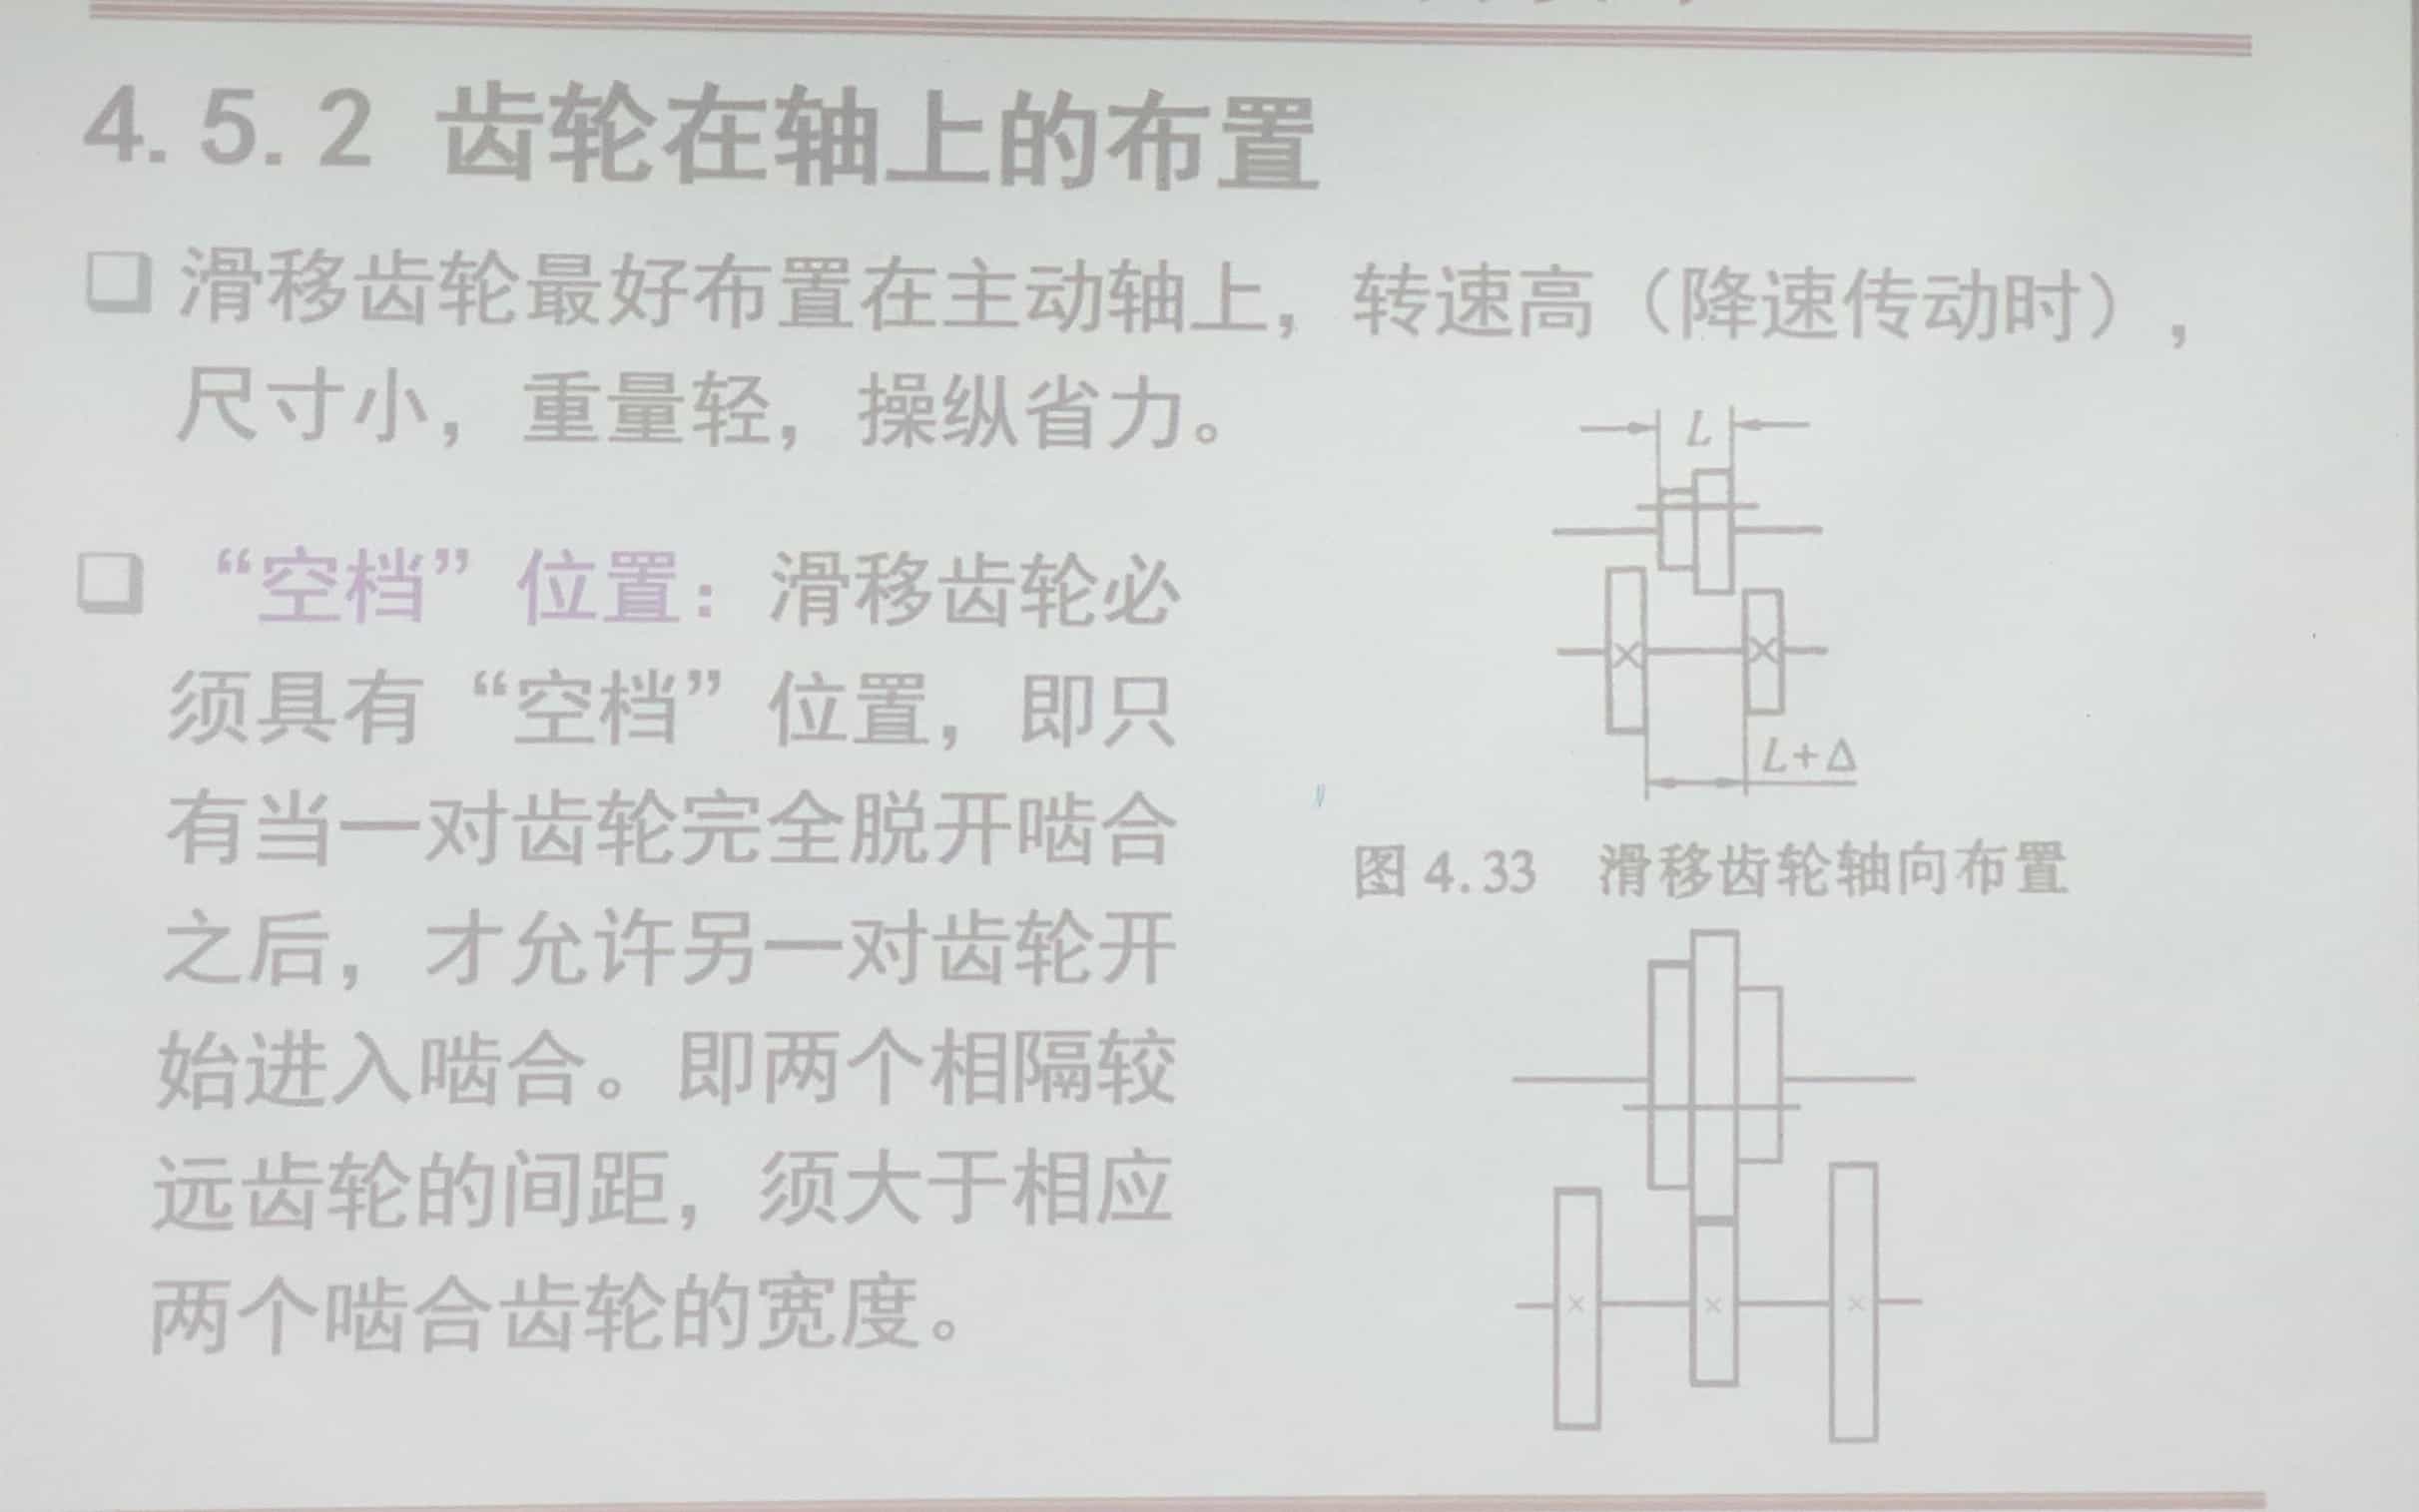 4.5.2 齿轮在轴上的布置
滑移齿轮最好布置在主动轴上，转速高（降速传动时），
尺寸小，重量轻，操纵省力。
“空档”位置：滑移齿轮必
须具有“空档”位置，即只
有当一对齿轮完全脱开啮合
之后，才允许另一对齿轮开
始进入啮合。即两个相隔较
远齿轮的间距，须大于相应
两个啮合齿轮的宽度。
L
L+Δ
图 4.33 滑移齿轮轴向布置